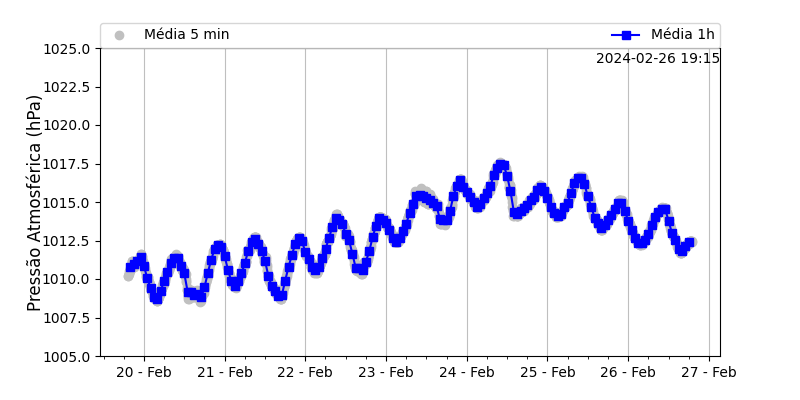 Média 5 min
Média 1h
2024-02-26 19:15
Pressão Atmosférica (hPa)
1025.0
1022.5
1020.0
1017.5
1015.0
1012.5
1010.0
1007.5
1005.0
20 - Feb
21 - Feb
22 - Feb
23 - Feb
24 - Feb
25 - Feb
26 - Feb
27 - Feb